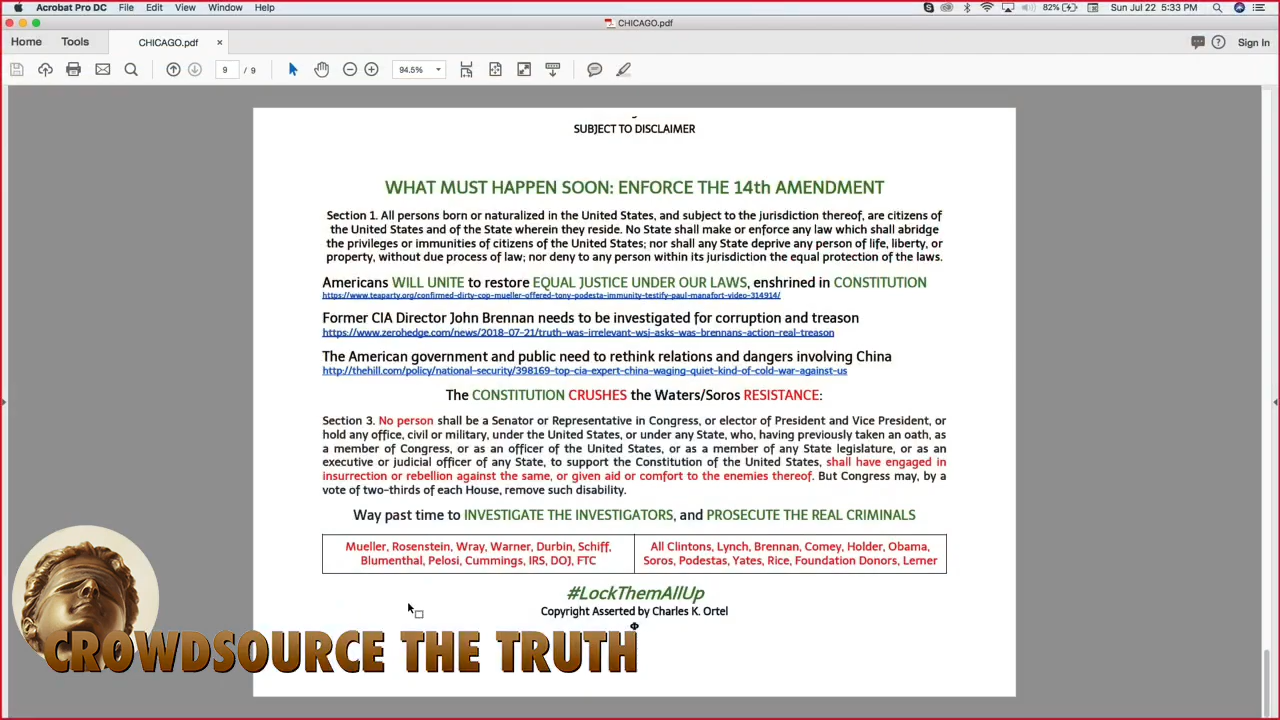 Acrobat Pro DC File Edit View Window Help 82% Sun Jul 22 5:33 PM
CHICAGO.pdf
Home Tools CHICAGO.pdf × Sign In
9 / 9 94.5%
SUBJECT TO DISCLAIMER
WHAT MUST HAPPEN SOON: ENFORCE THE 14th AMENDMENT
Section 1. All persons born or naturalized in the United States, and subject to the jurisdiction thereof, are citizens of
the United States and of the State wherein they reside. No State shall make or enforce any law which shall abridge
the privileges or immunities of citizens of the United States; nor shall any State deprive any person of life, liberty, or
property, without due process of law; nor deny to any person within its jurisdiction the equal protection of the laws.
Americans WILL UNITE to restore EQUAL JUSTICE UNDER OUR LAWS, enshrined in CONSTITUTION
https://www.teaparty.org/confirmed-dirty-cop-mueller-offered-tony-podesta-immunity-testify-paul-manafort-video-314914/
Former CIA Director John Brennan needs to be investigated for corruption and treason
https://www.zerohedge.com/news/2018-07-21/truth-was-irrelevant-wsj-asks-was-brennans-action-real-treason
The American government and public need to rethink relations and dangers involving China
http://thehill.com/policy/national-security/398169-top-cia-expert-china-waging-quiet-kind-of-cold-war-against-us
The CONSTITUTION CRUSHES the Waters/Soros RESISTANCE:
Section 3. No person shall be a Senator or Representative in Congress, or elector of President and Vice President, or
hold any office, civil or military, under the United States, or under any State, who, having previously taken an oath, as
a member of Congress, or as an officer of the United States, or as a member of any State legislature, or as an
executive or judicial officer of any State, to support the Constitution of the United States, shall have engaged in
insurrection or rebellion against the same, or given aid or comfort to the enemies thereof. But Congress may, by a
vote of two-thirds of each House, remove such disability.
Way past time to INVESTIGATE THE INVESTIGATORS, and PROSECUTE THE REAL CRIMINALS
Mueller, Rosenstein, Wray, Warner, Durbin, Schiff,
Blumenthal, Pelosi, Cummings, IRS, DOJ, FTC
All Clintons, Lynch, Brennan, Comey, Holder, Obama,
Soros, Podestas, Yates, Rice, Foundation Donors, Lerner
#LockThemAllUp
Copyright Asserted by Charles K. Ortel
Φ
CROWDSOURCE THE TRUTH